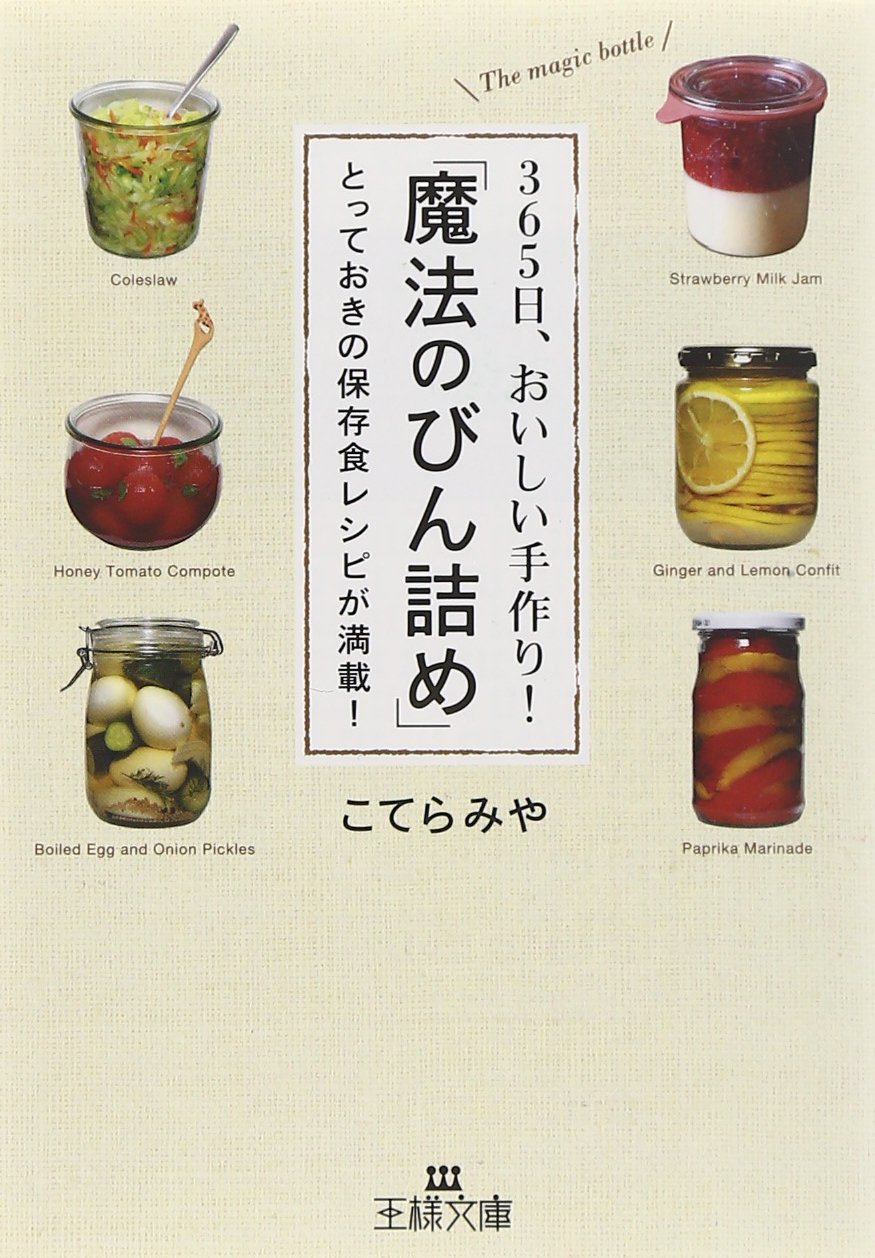 The magic bottle
365日、おいしい手作り!
「魔法のびん詰め」
とっておきの保存食レシピが満載!
こてらみや
Coleslaw
Strawberry Milk Jam
Honey Tomato Compote
Ginger and Lemon Confit
Boiled Egg and Onion Pickles
Paprika Marinade
王様文庫